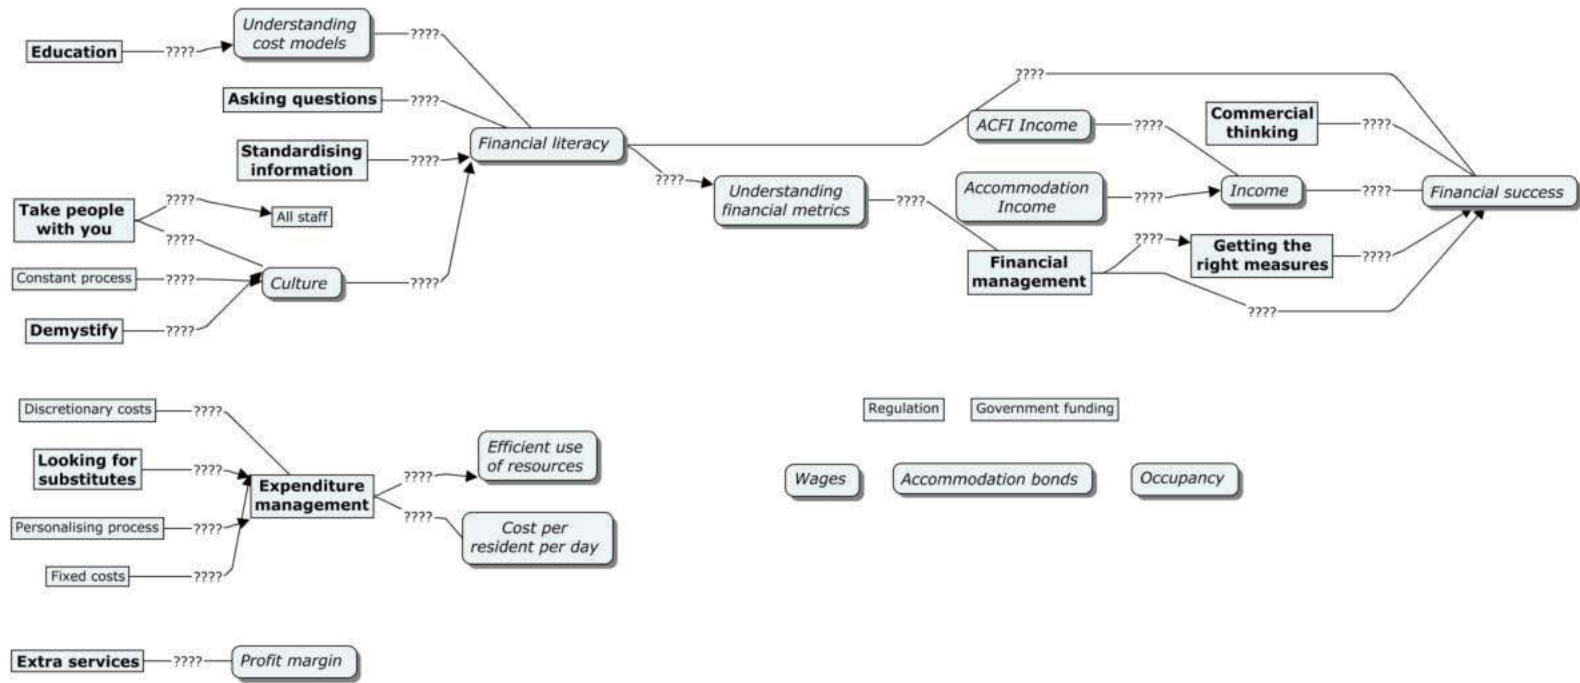 Understanding
cost models
Education
????
????
Asking questions
????
Standardising
information
????
Financial literacy
Take people
with you
????
All staff
????
Constant process
????
Culture
????
Demystify
????
????
Understanding
financial metrics
????
????
ACFI Income
????
Commercial
thinking
????
Accommodation
Income
????
Income
????
Financial success
Financial
management
????
Getting the
right measures
????
????
Discretionary costs
????
Looking for
substitutes
????
Expenditure
management
Personalising process
????
Fixed costs
????
????
Efficient use
of resources
????
Cost per
resident per day
Regulation
Government funding
Wages
Accommodation bonds
Occupancy
Extra services
????
Profit margin